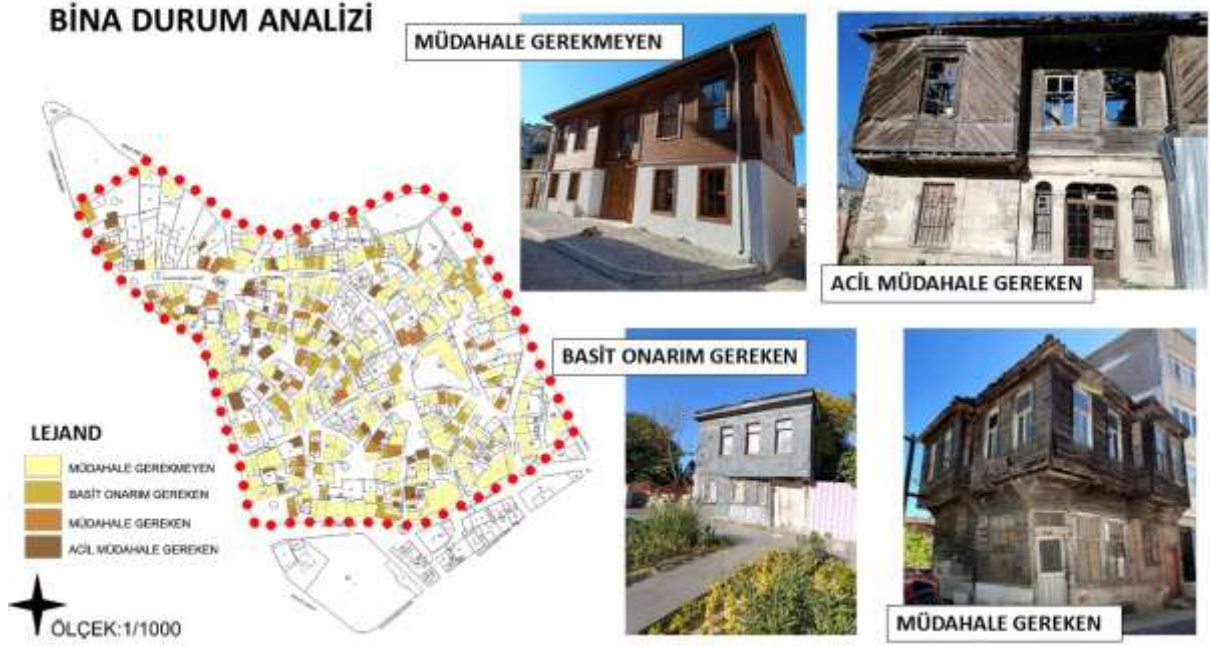 BİNA DURUM ANALİZİ
MÜDAHALE GEREKMEYEN
ACİL MÜDAHALE GEREKEN
BASİT ONARIM GEREKEN
MÜDAHALE GEREKEN
LEJAND
MÜDAHALE GEREKMEYEN
BASİT ONARIM GEREKEN
MÜDAHALE GEREKEN
ACİL MÜDAHALE GEREKEN
ÖLÇEK:1/1000